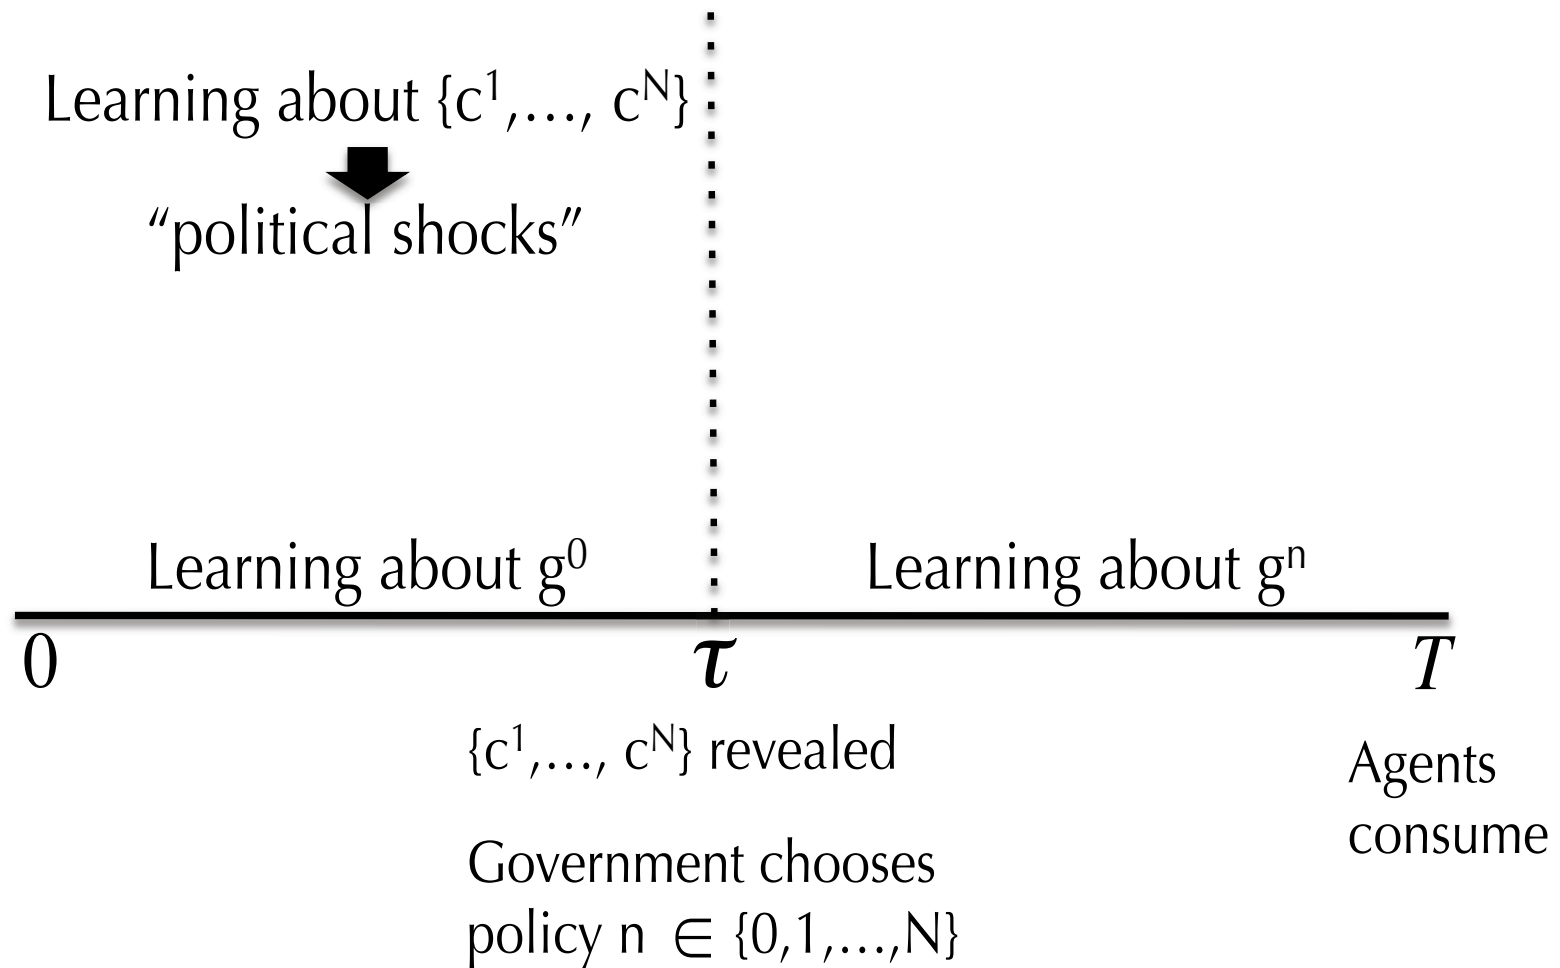 Learning about {c¹,…, cᴺ}
“political shocks”
Learning about g⁰
Learning about gⁿ
0
τ
T
{c¹,…, cᴺ} revealed
Agents
consume
Government chooses
policy n ∈ {0,1,…,N}